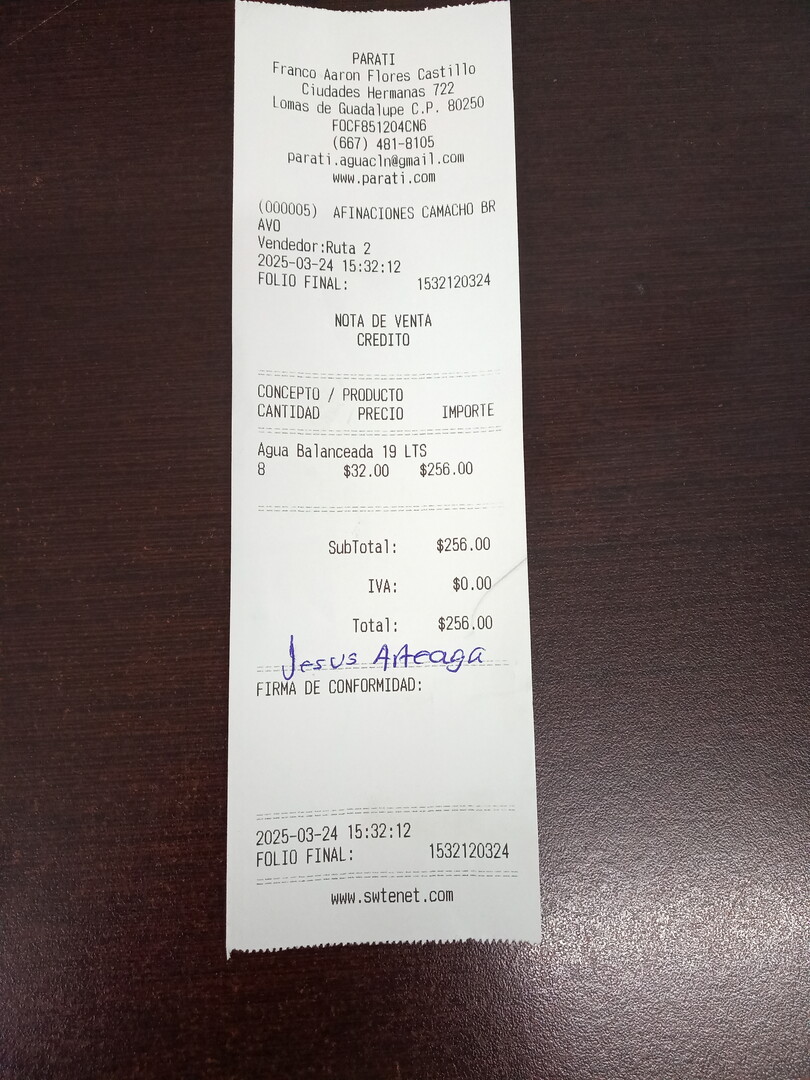 PARATI
Franco Aaron Flores Castillo
Ciudades Hermanas 722
Lomas de Guadalupe C.P. 80250
FOCF851204CN6
(667) 481-8105
parati.aguacln@gmail.com
www.parati.com
(000005) AFINACIONES CAMACHO BR
AVO
Vendedor:Ruta 2
2025-03-24 15:32:12
FOLIO FINAL: 1532120324
NOTA DE VENTA
CREDITO
CONCEPTO / PRODUCTO
CANTIDAD PRECIO IMPORTE
Agua Balanceada 19 LTS
8 $32.00 $256.00
SubTotal: $256.00
IVA: $0.00
Total: $256.00
Jesus Arteaga
FIRMA DE CONFORMIDAD:
2025-03-24 15:32:12
FOLIO FINAL: 1532120324
www.swtenet.com